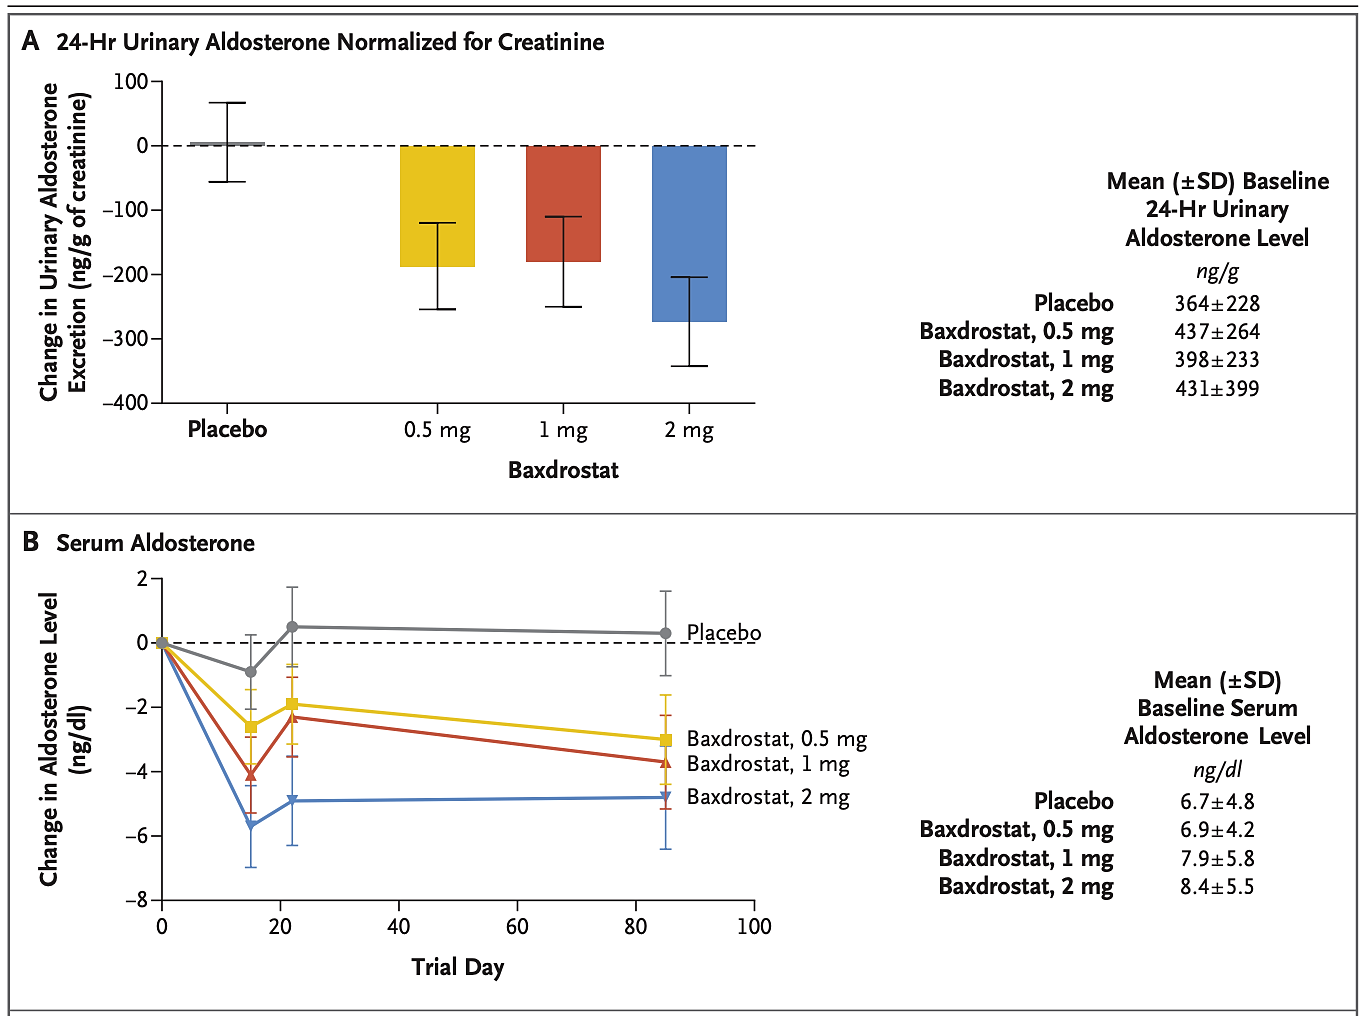 A 24-Hr Urinary Aldosterone Normalized for Creatinine
Change in Urinary Aldosterone
Excretion (ng/g of creatinine)
100
0
–100
–200
–300
–400
Placebo
0.5 mg
1 mg
2 mg
Baxdrostat
Mean (±SD) Baseline
24-Hr Urinary
Aldosterone Level
ng/g
Placebo 364±228
Baxdrostat, 0.5 mg 437±264
Baxdrostat, 1 mg 398±233
Baxdrostat, 2 mg 431±399
B Serum Aldosterone
Change in Aldosterone Level
(ng/dl)
2
0
–2
–4
–6
–8
Placebo
Baxdrostat, 0.5 mg
Baxdrostat, 1 mg
Baxdrostat, 2 mg
0 20 40 60 80 100
Trial Day
Mean (±SD)
Baseline Serum
Aldosterone Level
ng/dl
Placebo 6.7±4.8
Baxdrostat, 0.5 mg 6.9±4.2
Baxdrostat, 1 mg 7.9±5.8
Baxdrostat, 2 mg 8.4±5.5